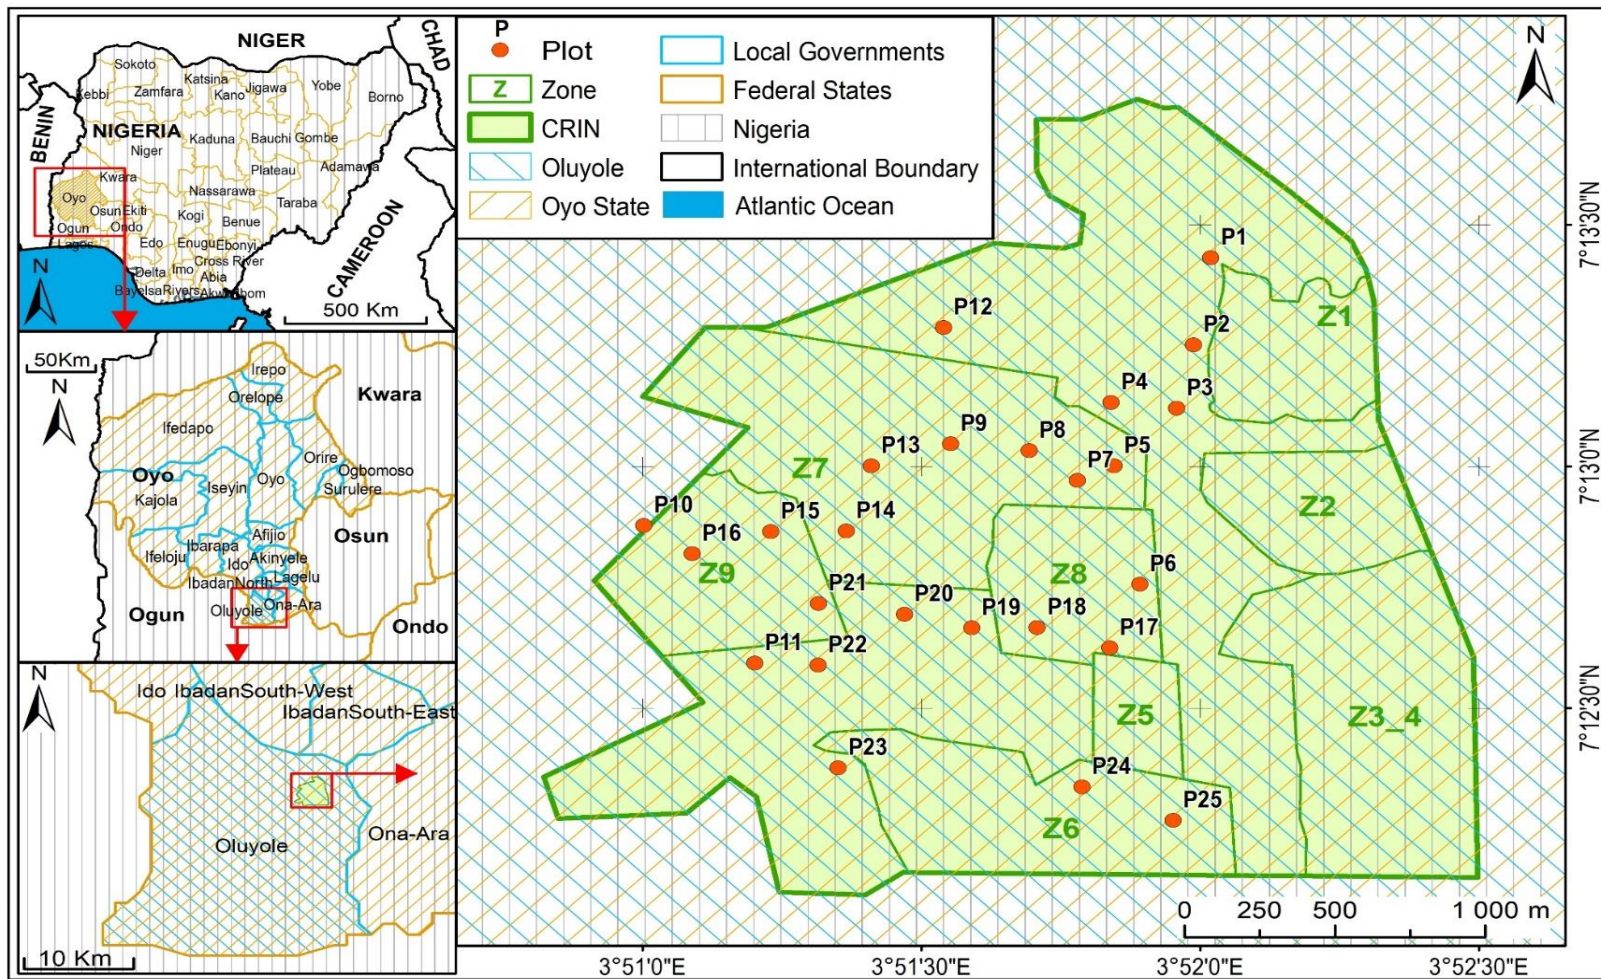 NIGER
CHAD
BENIN
NIGERIA
CAMEROON
Sokoto
Katsina
Kebbi
Zamfara
Kano
Jigawa
Yobe
Borno
Kaduna
Bauchi
Gombe
Niger
Adamawa
Plateau
Kwara
Nassarawa
Oyo
Taraba
Osun
Ekiti
Kogi
Benue
Ogun
Ondo
Lagos
Edo
Enugu
Ebonyi
Cross River
Delta
Imo
Abia
Bayelsa
Rivers
N
500 Km
50Km
N
Irepo
Orelope
Kwara
Ifedapo
Orire
Ogbomoso
Oyo
Oyo
Surulere
Kajola
Iseyin
Osun
Afijio
Ibarapa
Ifeloju
Ido
Akinyele
IbadanNorth
Lagelu
Oluyole
Ona-Ara
Ogun
Ondo
N
Ido
IbadanSouth-West
IbadanSouth-East
Oluyole
Ona-Ara
10 Km
P
Plot
Z
Zone
CRIN
Oluyole
Oyo State
Local Governments
Federal States
Nigeria
International Boundary
Atlantic Ocean
N
P1
P12
Z1
P2
P4
P3
P9
P8
P5
P13
P7
Z7
Z2
P10
P15
P14
P16
Z9
Z8
P6
P21
P20
P19
P18
P17
P11
P22
Z5
Z3_4
P23
P24
P25
Z6
0 250 500 1 000 m
7°13'30"N
7°13'0"N
7°12'30"N
3°51'0"E
3°51'30"E
3°52'0"E
3°52'30"E